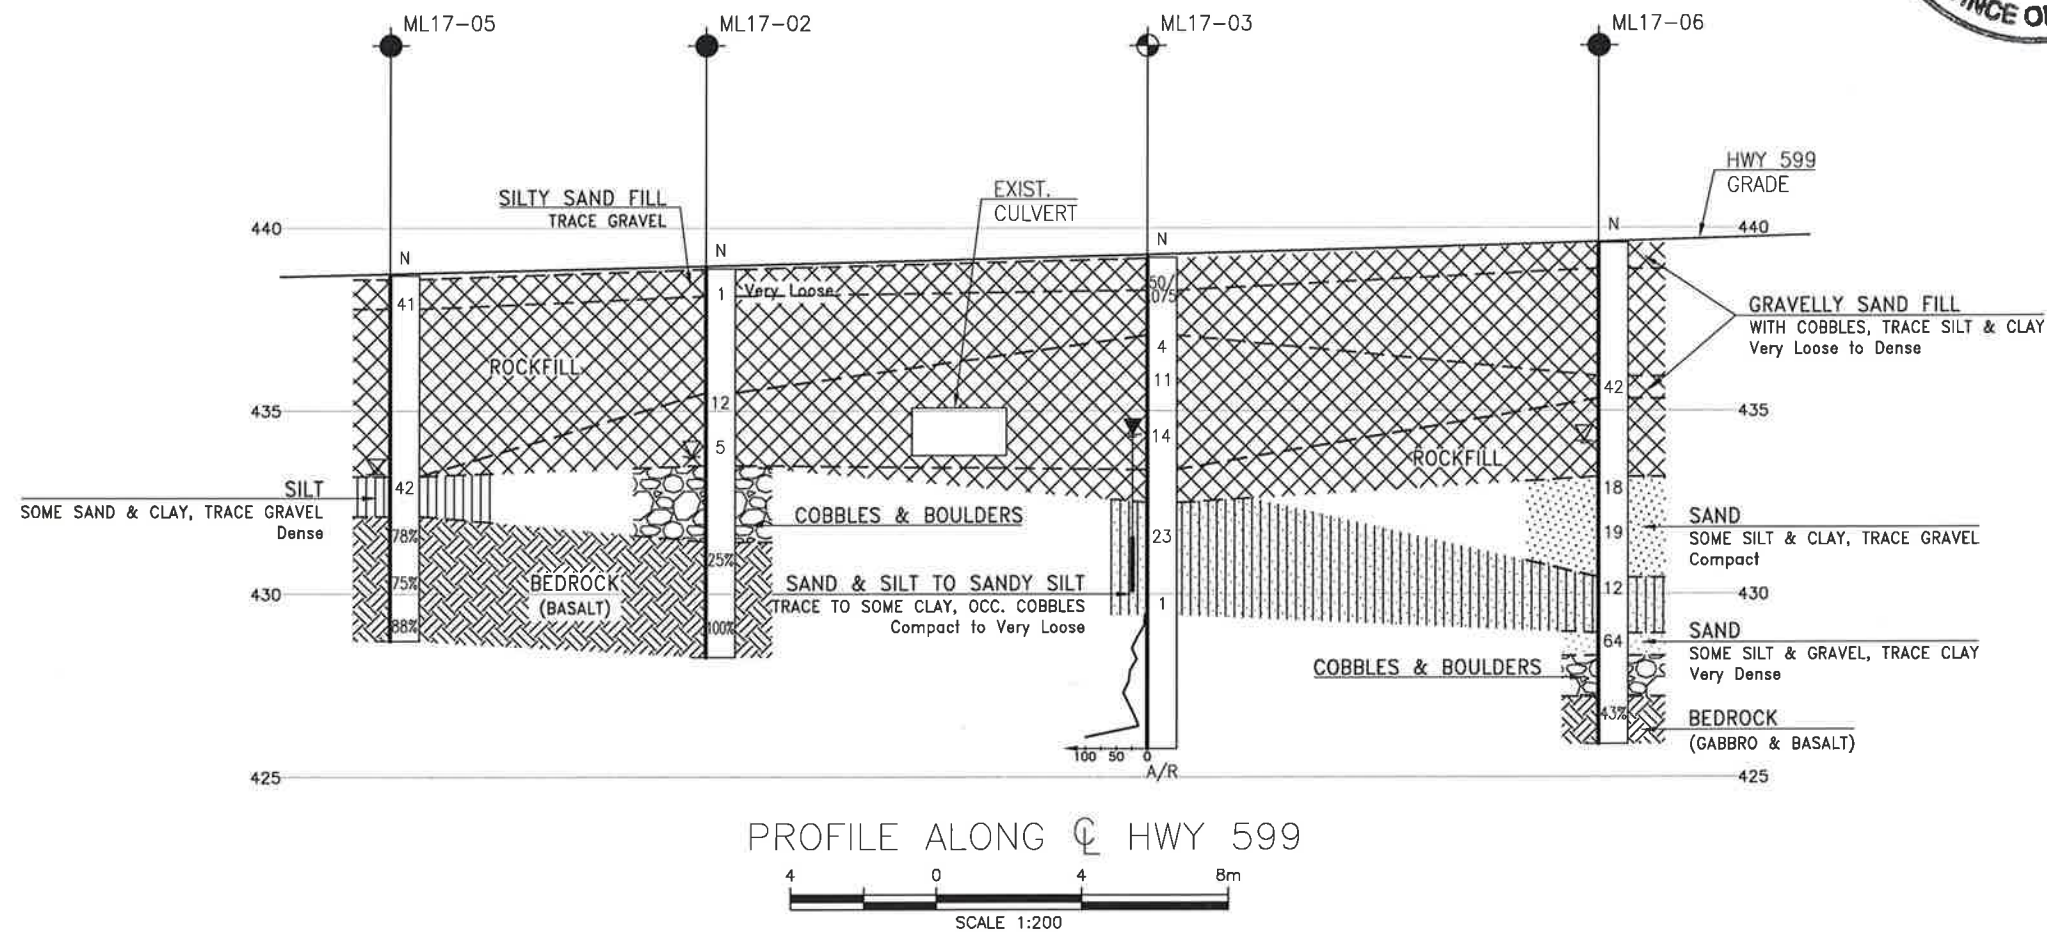 ML17-05
ML17-02
ML17-03
ML17-06
HWY 599
GRADE
EXIST.
CULVERT
SILTY SAND FILL
TRACE GRAVEL
440
440
N
N
N
N
41
1
Very Loose
50/
.075
GRAVELLY SAND FILL
WITH COBBLES, TRACE SILT & CLAY
Very Loose to Dense
ROCKFILL
4
11
42
435
435
12
14
5
ROCKFILL
SILT
SOME SAND & CLAY, TRACE GRAVEL
Dense
42
18
COBBLES & BOULDERS
SAND
SOME SILT & CLAY, TRACE GRAVEL
Compact
78%
23
19
25%
75%
BEDROCK
(BASALT)
SAND & SILT TO SANDY SILT
TRACE TO SOME CLAY, OCC. COBBLES
Compact to Very Loose
12
430
430
1
88%
100%
64
SAND
SOME SILT & GRAVEL, TRACE CLAY
Very Dense
COBBLES & BOULDERS
43%
BEDROCK
(GABBRO & BASALT)
100 50 0
A/R
425
425
PROFILE ALONG ℄ HWY 599
4 0 4 8m
SCALE 1:200